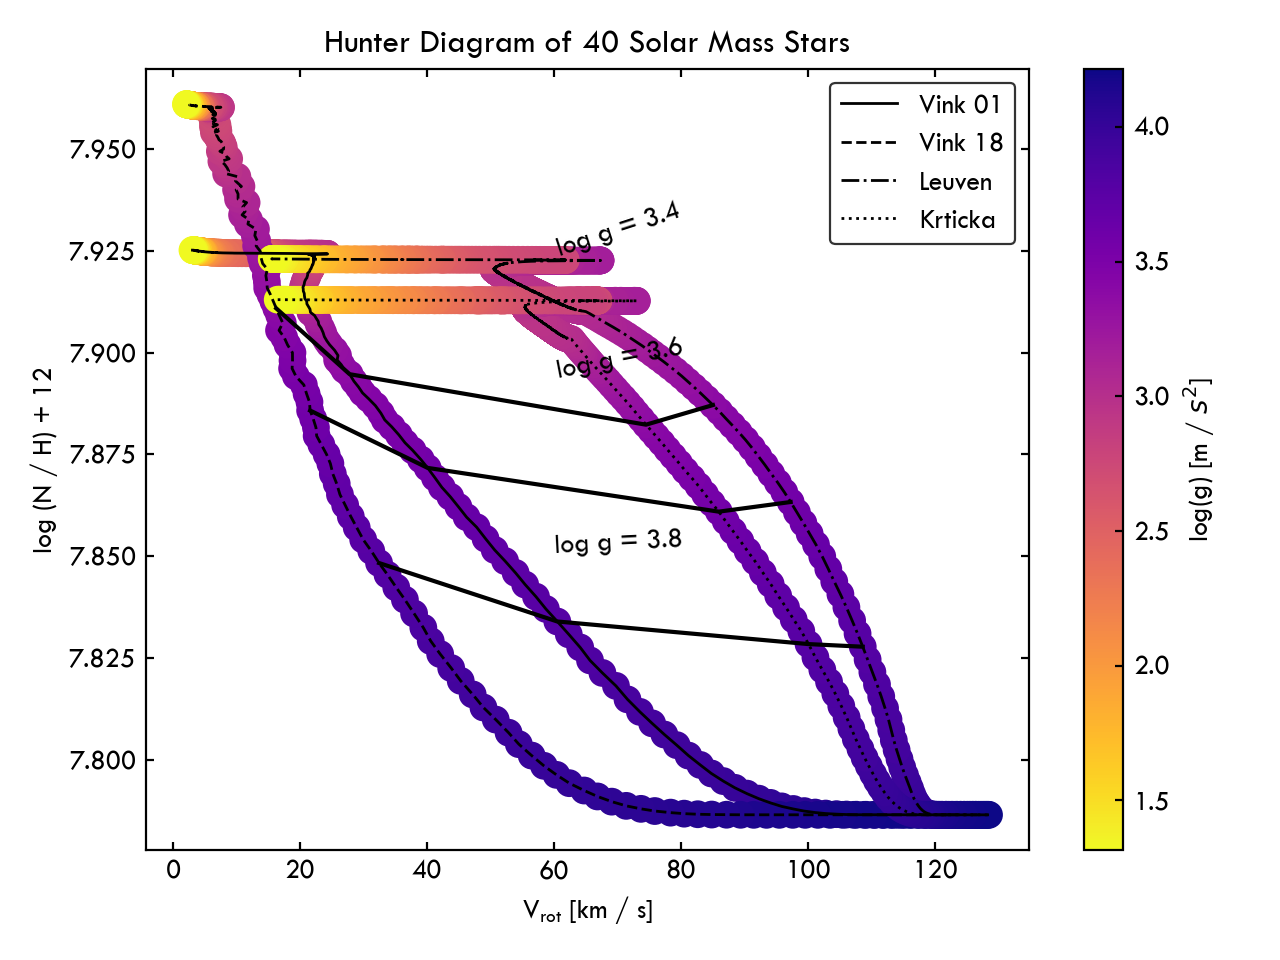 Hunter Diagram of 40 Solar Mass Stars
Vink 01
Vink 18
Leuven
Krticka
log g = 3.4
log g = 3.6
log g = 3.8
7.950
7.925
7.900
7.875
7.850
7.825
7.800
log (N / H) + 12
0 20 40 60 80 100 120
V_rot [km / s]
4.0
3.5
3.0
2.5
2.0
1.5
log(g) [m / s²]